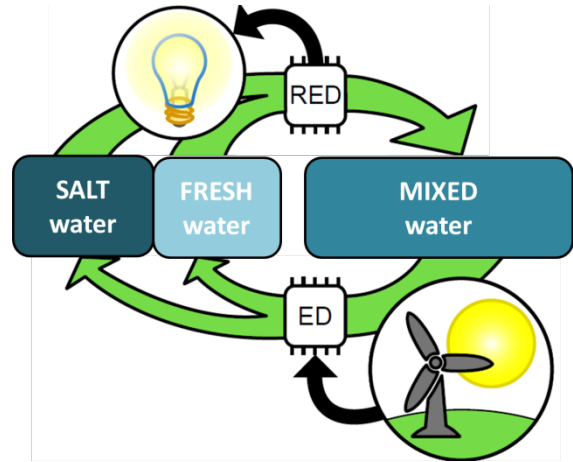 RED
SALT
water
FRESH
water
MIXED
water
ED